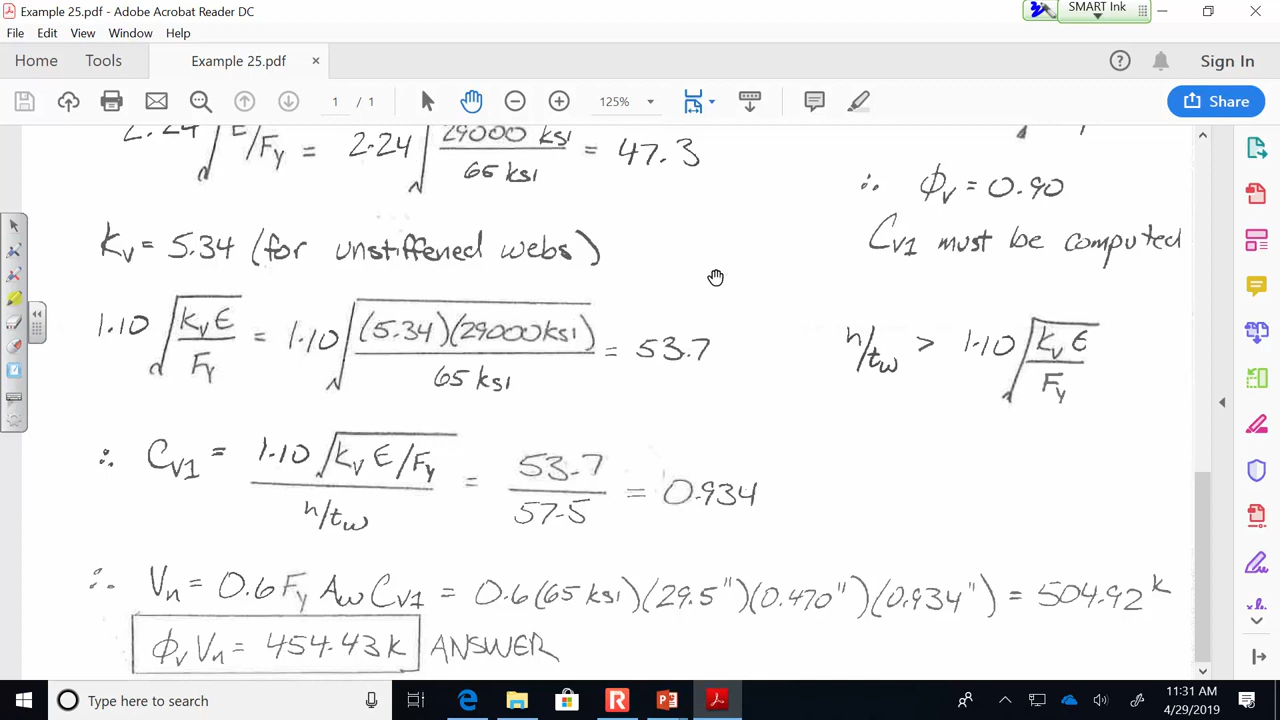 Example 25.pdf - Adobe Acrobat Reader DC
SMART Ink
File Edit View Window Help
Home Tools Example 25.pdf × Sign In
1 / 1 125% Share
2.24 √E/Fy = 2.24 √(29000 ksi / 65 ksi) = 47.3
∴ ϕv = 0.90
Kv = 5.34 (for unstiffened webs)
Cv1 must be computed
1.10 √(KvE / Fy) = 1.10 √((5.34)(29000ksi) / 65 ksi) = 53.7
h/tw > 1.10 √(KvE / Fy)
∴ Cv1 = 1.10 √(KvE/Fy) / (h/tw) = 53.7 / 57.5 = 0.934
∴ Vn = 0.6 Fy Aw Cv1 = 0.6(65 ksi)(29.5")(0.470")(0.934") = 504.92 k
ϕv Vn = 454.43 k ANSWER
Type here to search
11:31 AM
4/29/2019